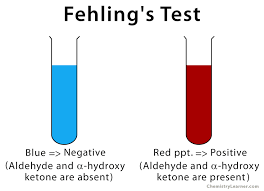 Fehling's Test
Blue => Negative
(Aldehyde and α-hydroxy
ketone are absent)
Red ppt. => Positive
(Aldehyde and α-hydroxy
ketone are present)
ChemistryLearner.com